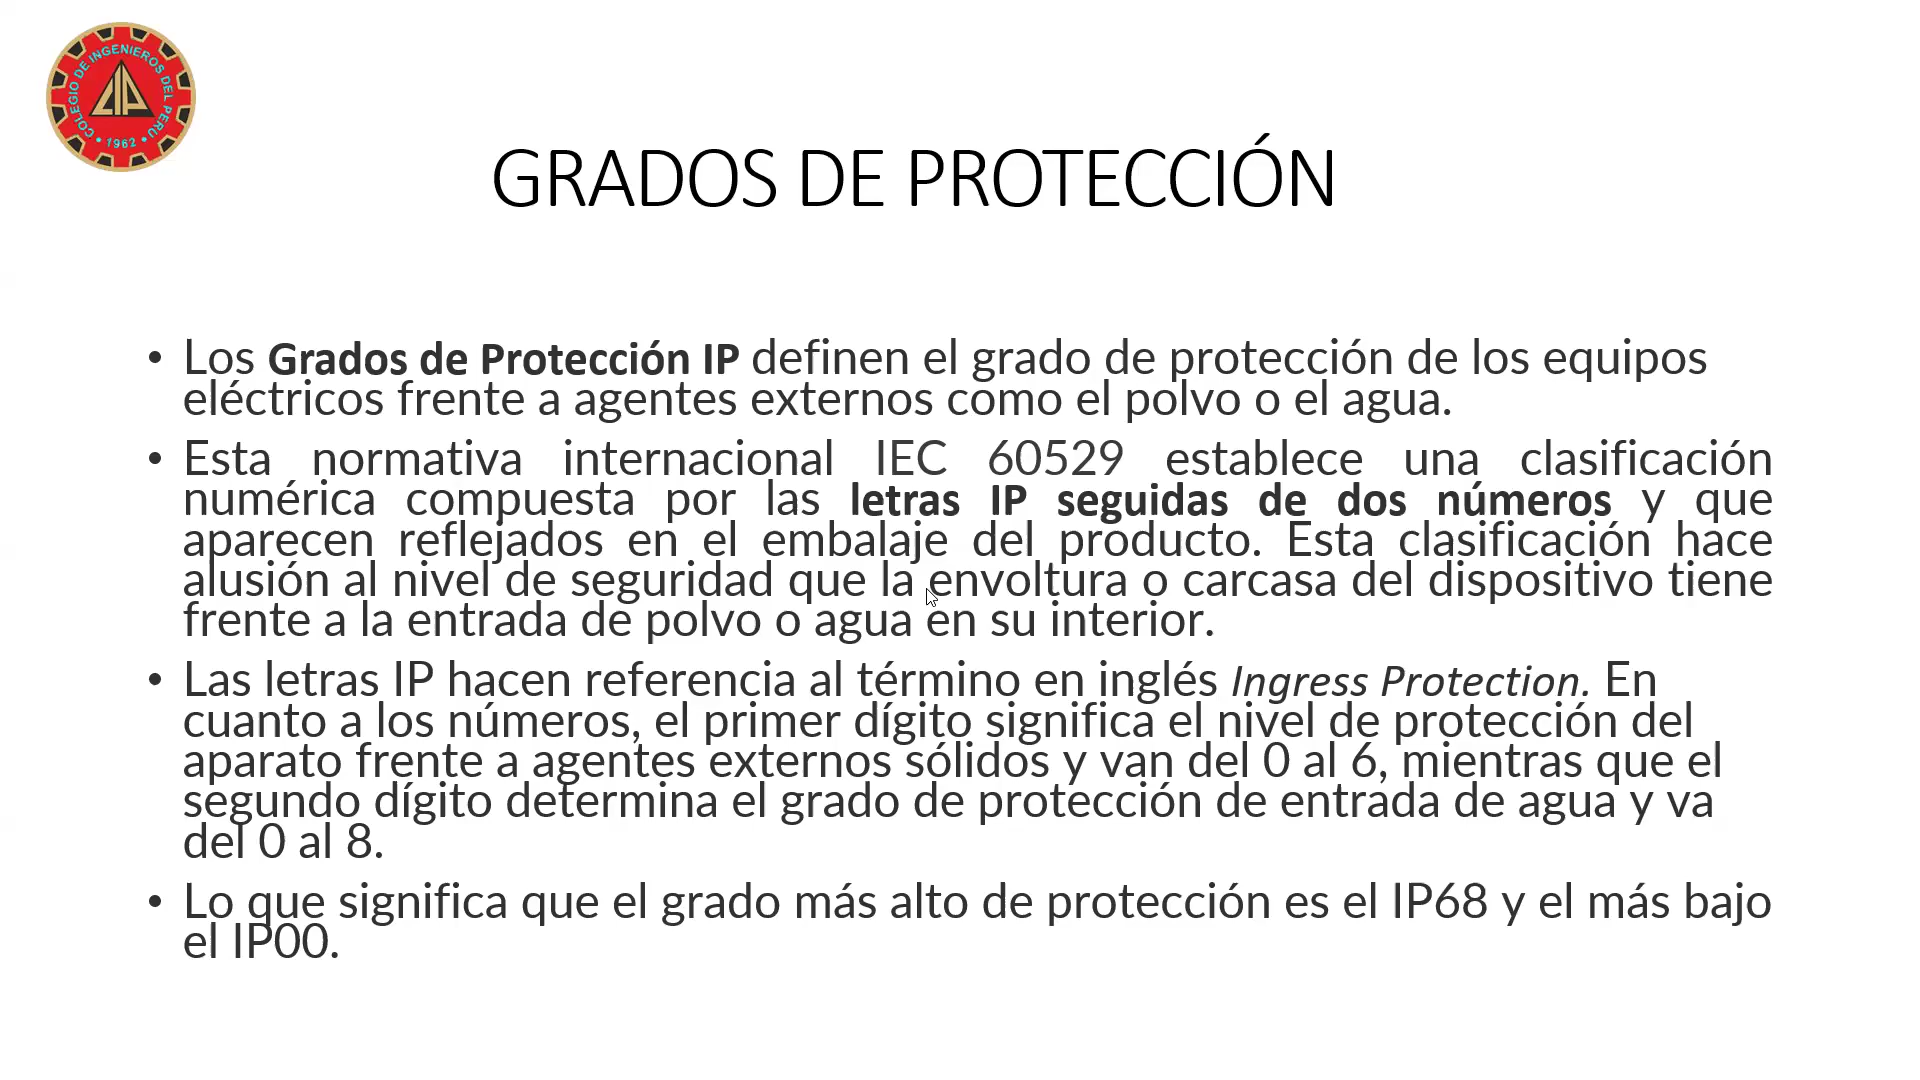 COLEGIO DE INGENIEROS DEL PERU
CIP
• 1962 •
GRADOS DE PROTECCIÓN
• Los Grados de Protección IP definen el grado de protección de los equipos
eléctricos frente a agentes externos como el polvo o el agua.
• Esta normativa internacional IEC 60529 establece una clasificación
numérica compuesta por las letras IP seguidas de dos números y que
aparecen reflejados en el embalaje del producto. Esta clasificación hace
alusión al nivel de seguridad que la envoltura o carcasa del dispositivo tiene
frente a la entrada de polvo o agua en su interior.
• Las letras IP hacen referencia al término en inglés Ingress Protection. En
cuanto a los números, el primer dígito significa el nivel de protección del
aparato frente a agentes externos sólidos y van del 0 al 6, mientras que el
segundo dígito determina el grado de protección de entrada de agua y va
del 0 al 8.
• Lo que significa que el grado más alto de protección es el IP68 y el más bajo
el IP00.